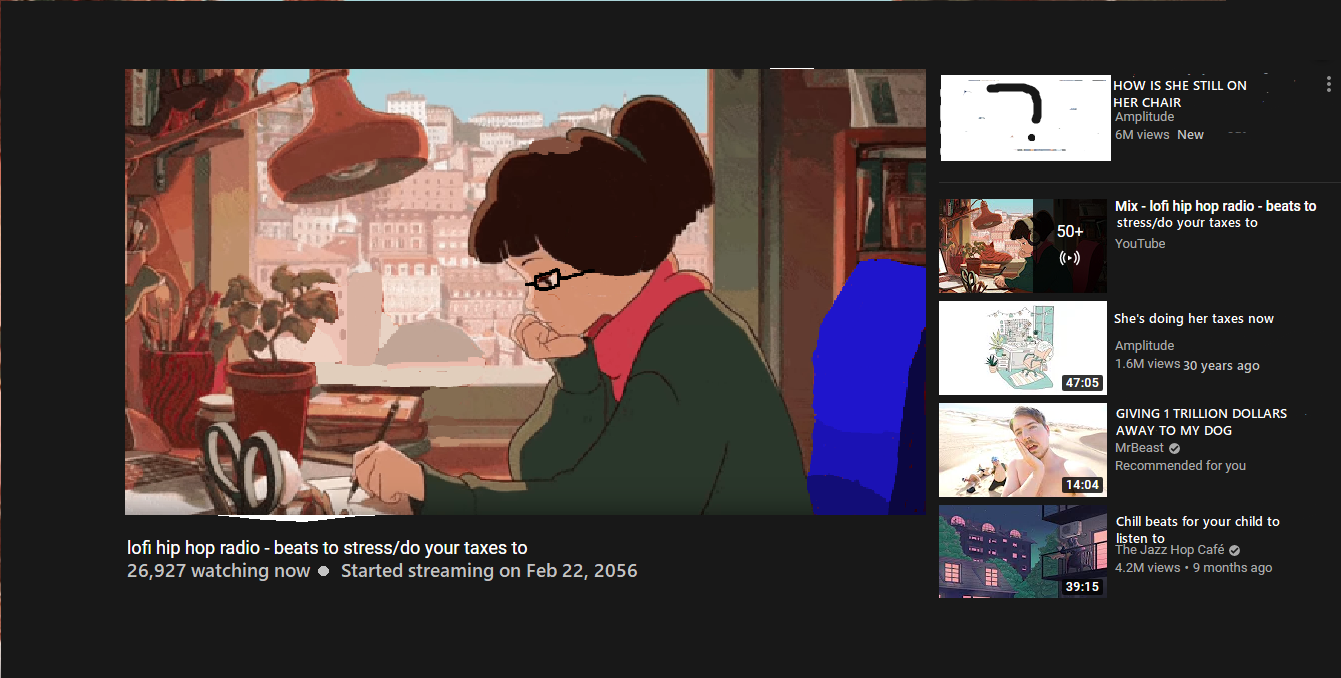 lofi hip hop radio - beats to stress/do your taxes to
26,927 watching now ● Started streaming on Feb 22, 2056
HOW IS SHE STILL ON
HER CHAIR
Amplitude
6M views New
50+
Mix - lofi hip hop radio - beats to
stress/do your taxes to
YouTube
She's doing her taxes now
Amplitude
1.6M views 30 years ago
47:05
GIVING 1 TRILLION DOLLARS
AWAY TO MY DOG
MrBeast
Recommended for you
14:04
Chill beats for your child to
listen to
The Jazz Hop Café
4.2M views • 9 months ago
39:15